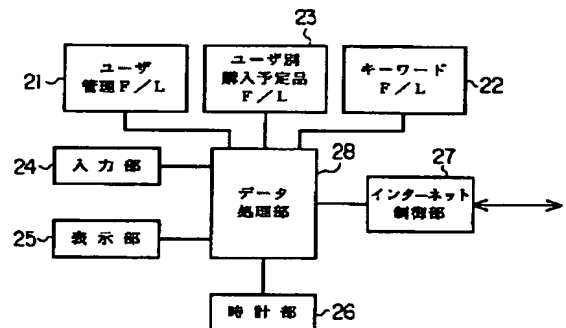 23
ユーザ
管理F/L
21
ユーザ別
購入予定品
F/L
キーワード
F/L
22
24
入力部
28
データ
処理部
27
インターネット
制御部
25
表示部
時計部
26